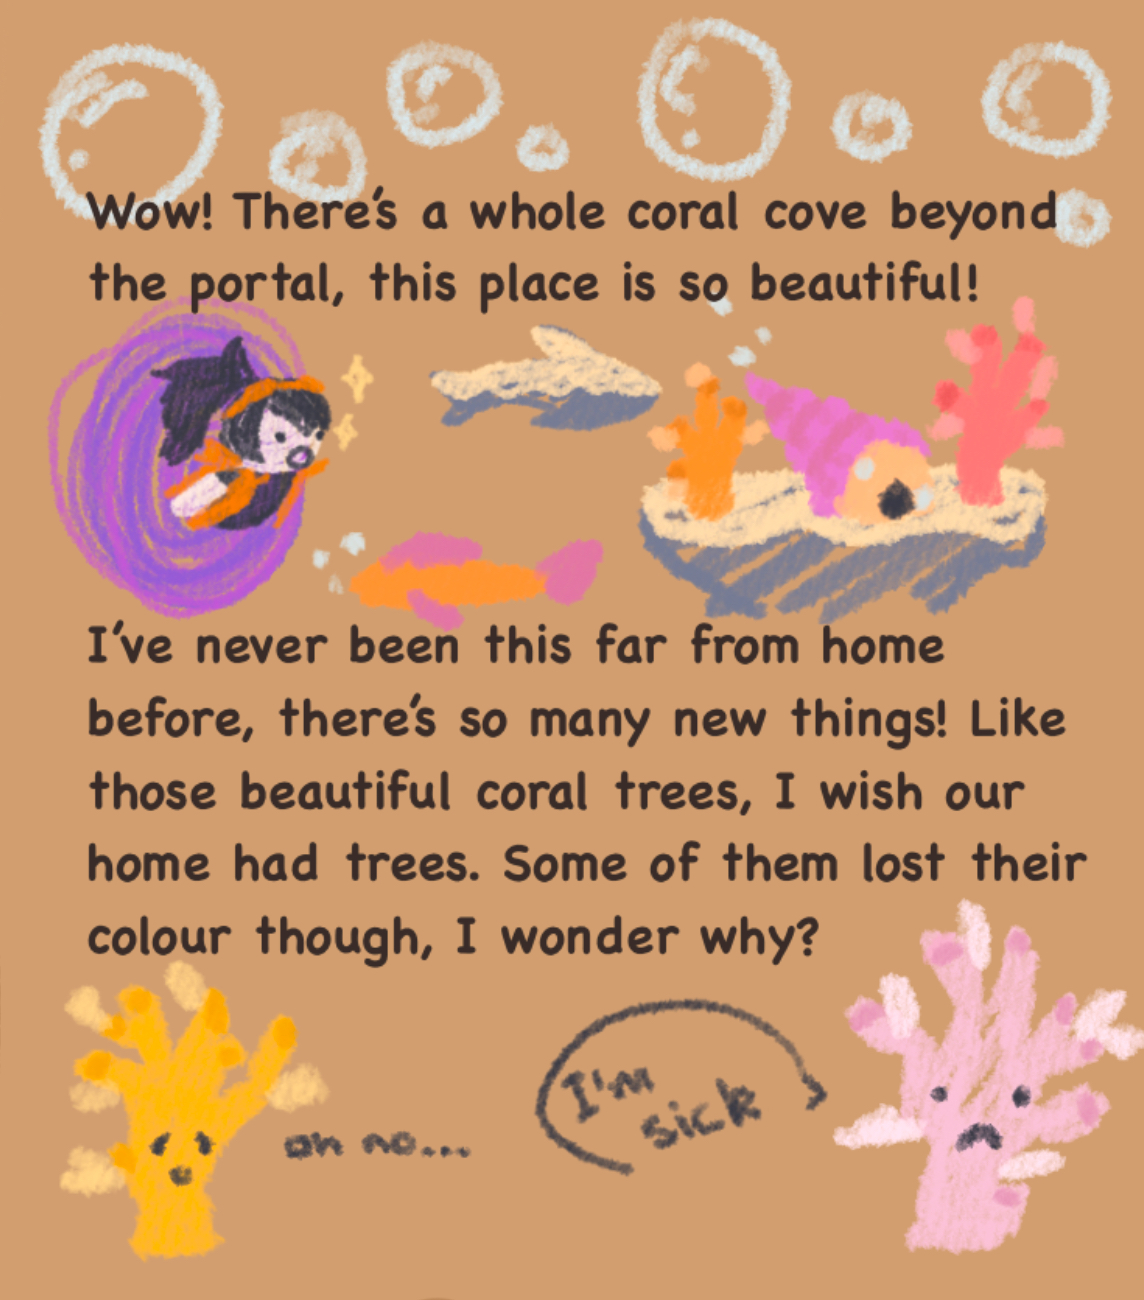 Wow! There's a whole coral cove beyond
the portal, this place is so beautiful!
I've never been this far from home
before, there's so many new things! Like
those beautiful coral trees, I wish our
home had trees. Some of them lost their
colour though, I wonder why?
oh no...
I'm
sick